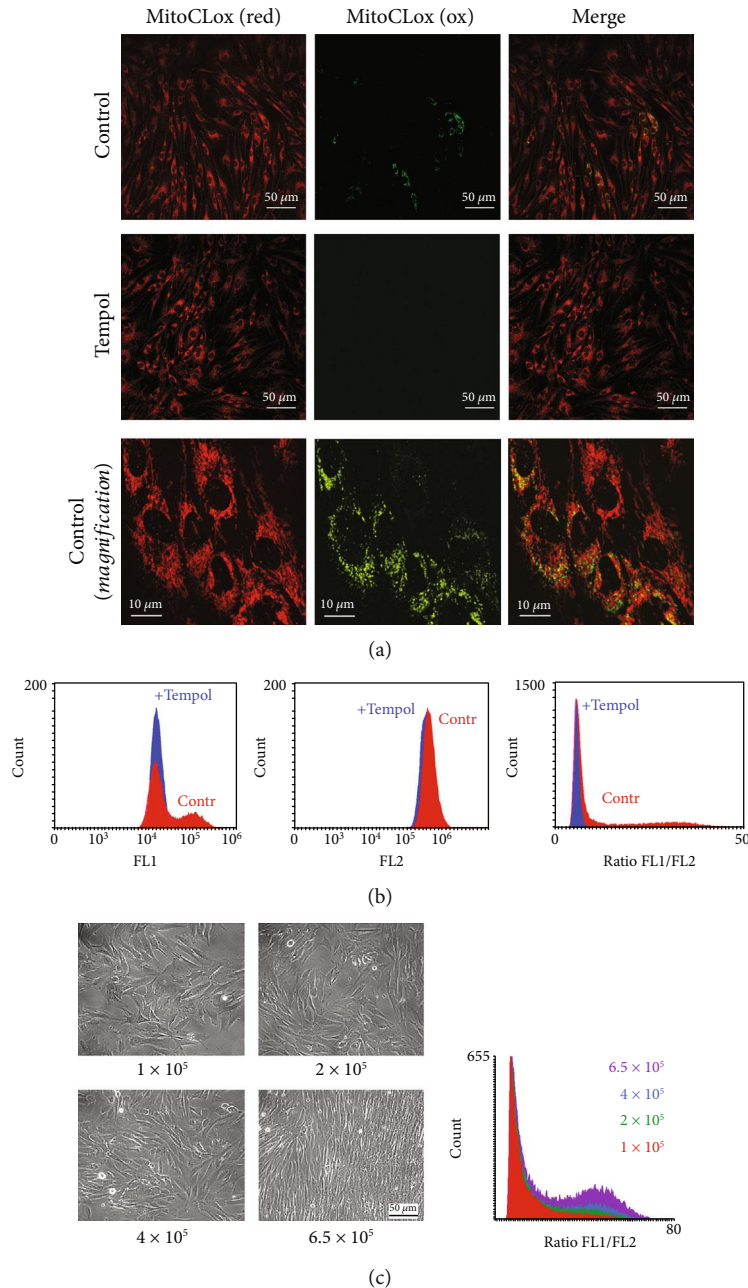 MitoCLox (red) MitoCLox (ox) Merge
Control
50 µm 50 µm 50 µm
Tempol
50 µm 50 µm 50 µm
Control
(magnification)
10 µm 10 µm 10 µm
(a)
200 200 1500
+Tempol +Tempol Contr +Tempol
Count Count Count
Contr Contr
0 10³ 10⁴ 10⁵ 10⁶ 0 10³ 10⁴ 10⁵ 10⁶ 0 50
FL1 FL2 Ratio FL1/FL2
(b)
1 × 10⁵ 2 × 10⁵
50 µm
4 × 10⁵ 6.5 × 10⁵
655
6.5 × 10⁵
4 × 10⁵
2 × 10⁵
1 × 10⁵
Count
80
Ratio FL1/FL2
(c)